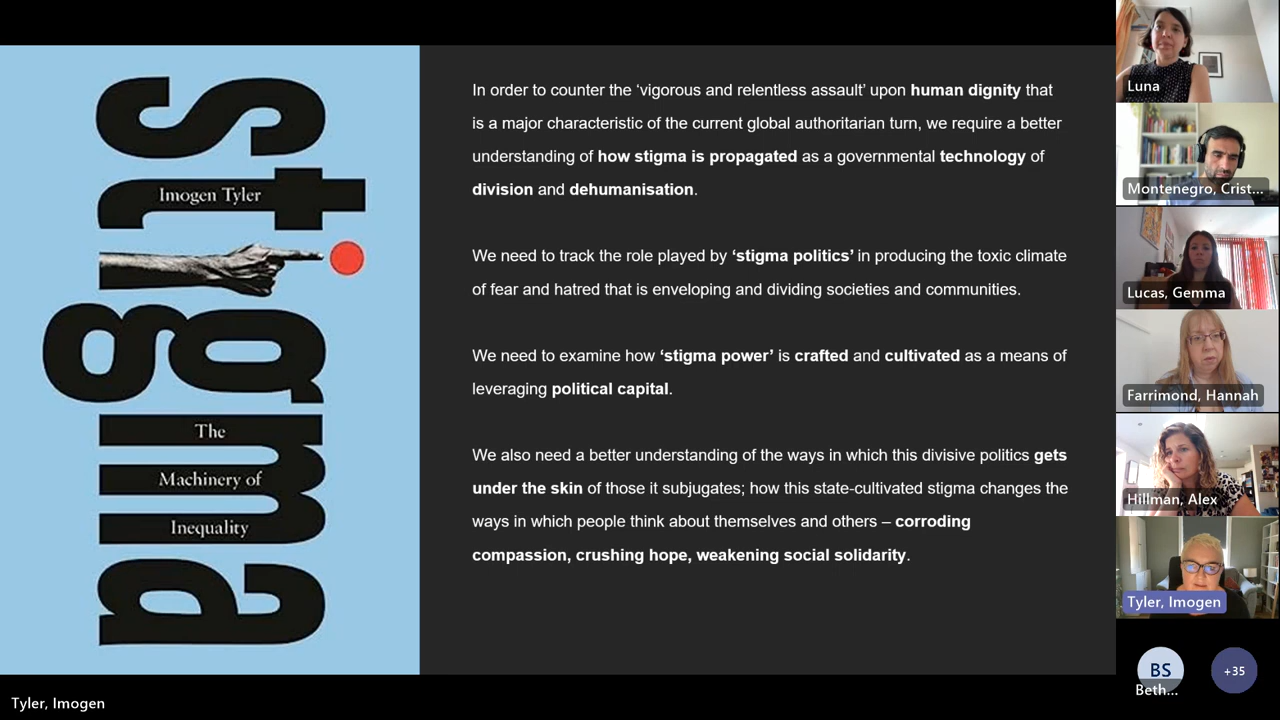 stigma
Imogen Tyler
The
Machinery of
Inequality
In order to counter the ‘vigorous and relentless assault’ upon human dignity that
is a major characteristic of the current global authoritarian turn, we require a better
understanding of how stigma is propagated as a governmental technology of
division and dehumanisation.
We need to track the role played by ‘stigma politics’ in producing the toxic climate
of fear and hatred that is enveloping and dividing societies and communities.
We need to examine how ‘stigma power’ is crafted and cultivated as a means of
leveraging political capital.
We also need a better understanding of the ways in which this divisive politics gets
under the skin of those it subjugates; how this state-cultivated stigma changes the
ways in which people think about themselves and others – corroding
compassion, crushing hope, weakening social solidarity.
Luna
Montenegro, Crist...
Lucas, Gemma
Farrimond, Hannah
Hillman, Alex
Tyler, Imogen
BS
Beth...
+35
Tyler, Imogen